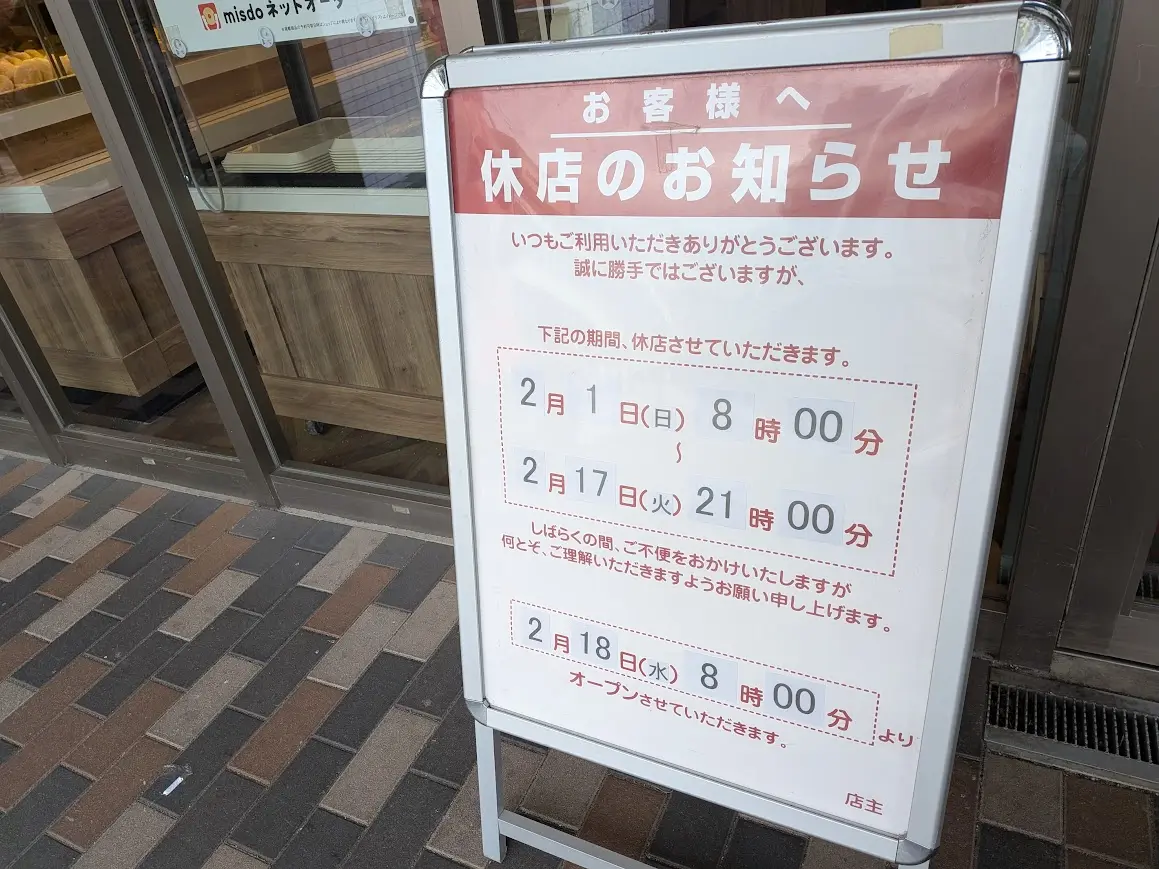 misdo ネットオーダー
お客様へ
休店のお知らせ
いつもご利用いただきありがとうございます。
誠に勝手ではございますが、
下記の期間、休店させていただきます。
2月1日(日) 8時00分
～
2月17日(火) 21時00分
しばらくの間、ご不便をおかけいたしますが
何とぞ、ご理解いただきますようお願い申し上げます。
2月18日(水) 8時00分より
オープンさせていただきます。
店主